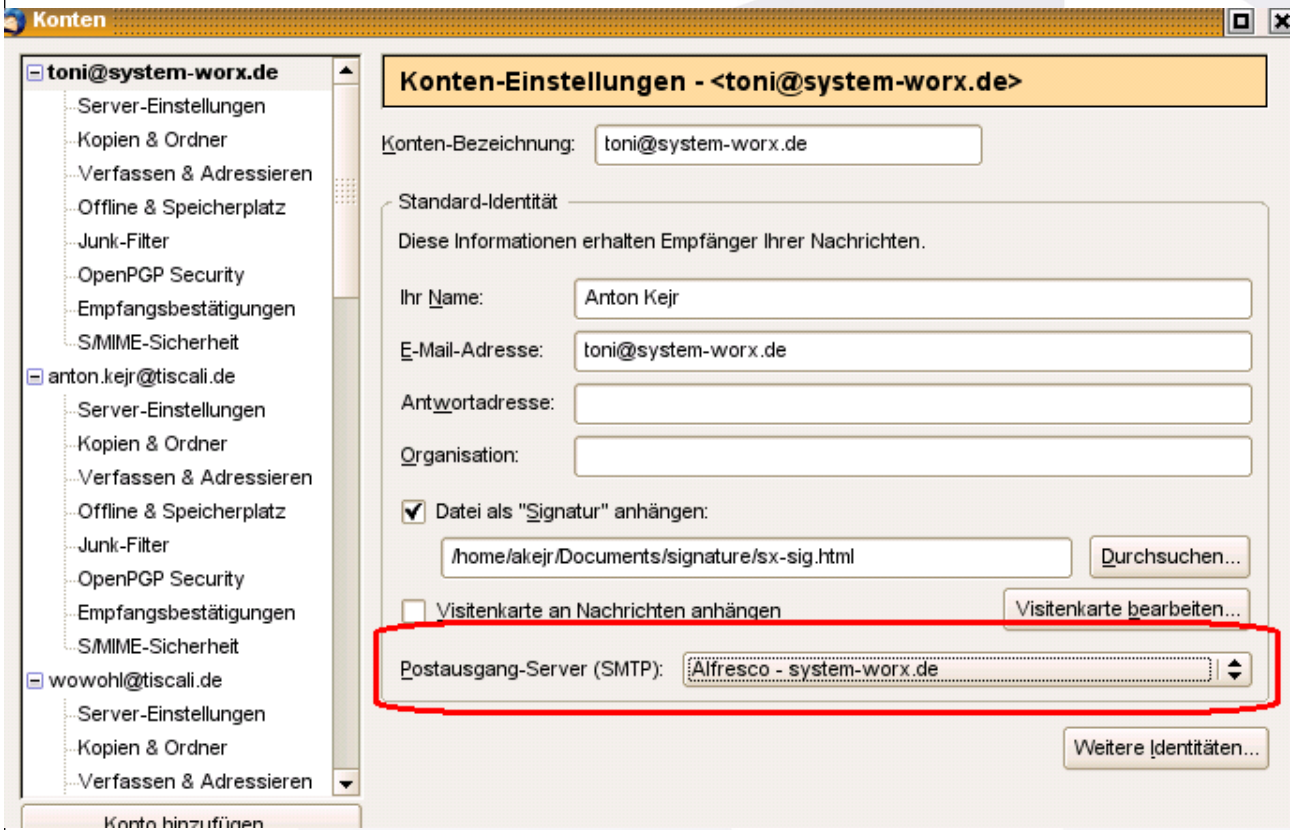 Konten
toni@system-worx.de
Server-Einstellungen
Kopien & Ordner
Verfassen & Adressieren
Offline & Speicherplatz
Junk-Filter
OpenPGP Security
Empfangsbestätigungen
S/MIME-Sicherheit
anton.kejr@tiscali.de
Server-Einstellungen
Kopien & Ordner
Verfassen & Adressieren
Offline & Speicherplatz
Junk-Filter
OpenPGP Security
Empfangsbestätigungen
S/MIME-Sicherheit
wowohl@tiscali.de
Server-Einstellungen
Kopien & Ordner
Verfassen & Adressieren
Konto hinzufügen
Konten-Einstellungen - <toni@system-worx.de>
Konten-Bezeichnung: toni@system-worx.de
Standard-Identität
Diese Informationen erhalten Empfänger Ihrer Nachrichten.
Ihr Name: Anton Kejr
E-Mail-Adresse: toni@system-worx.de
Antwortadresse:
Organisation:
Datei als "Signatur" anhängen:
/home/akejr/Documents/signature/sx-sig.html Durchsuchen...
Visitenkarte an Nachrichten anhängen Visitenkarte bearbeiten...
Postausgang-Server (SMTP): Alfresco - system-worx.de
Weitere Identitäten...